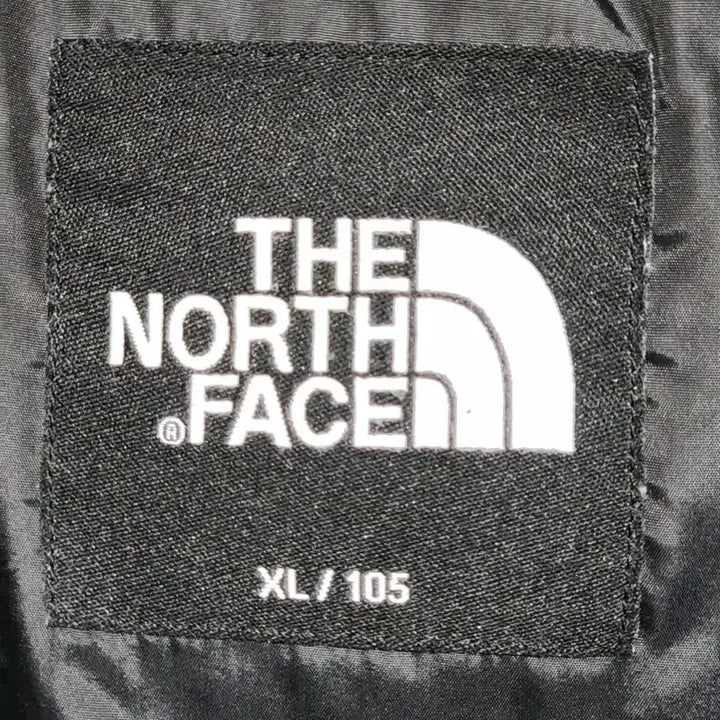 THE
NORTH
®FACE
XL / 105